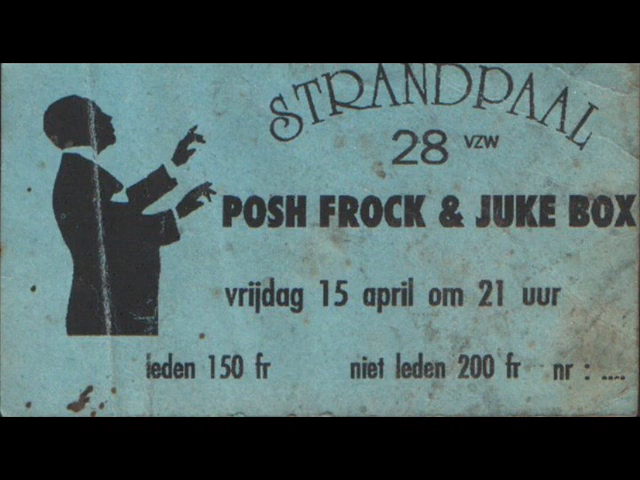 STRANDPAAL
28 VZW
POSH FROCK & JUKE BOX
vrijdag 15 april om 21 uur
leden 150 fr niet leden 200 fr nr : ....